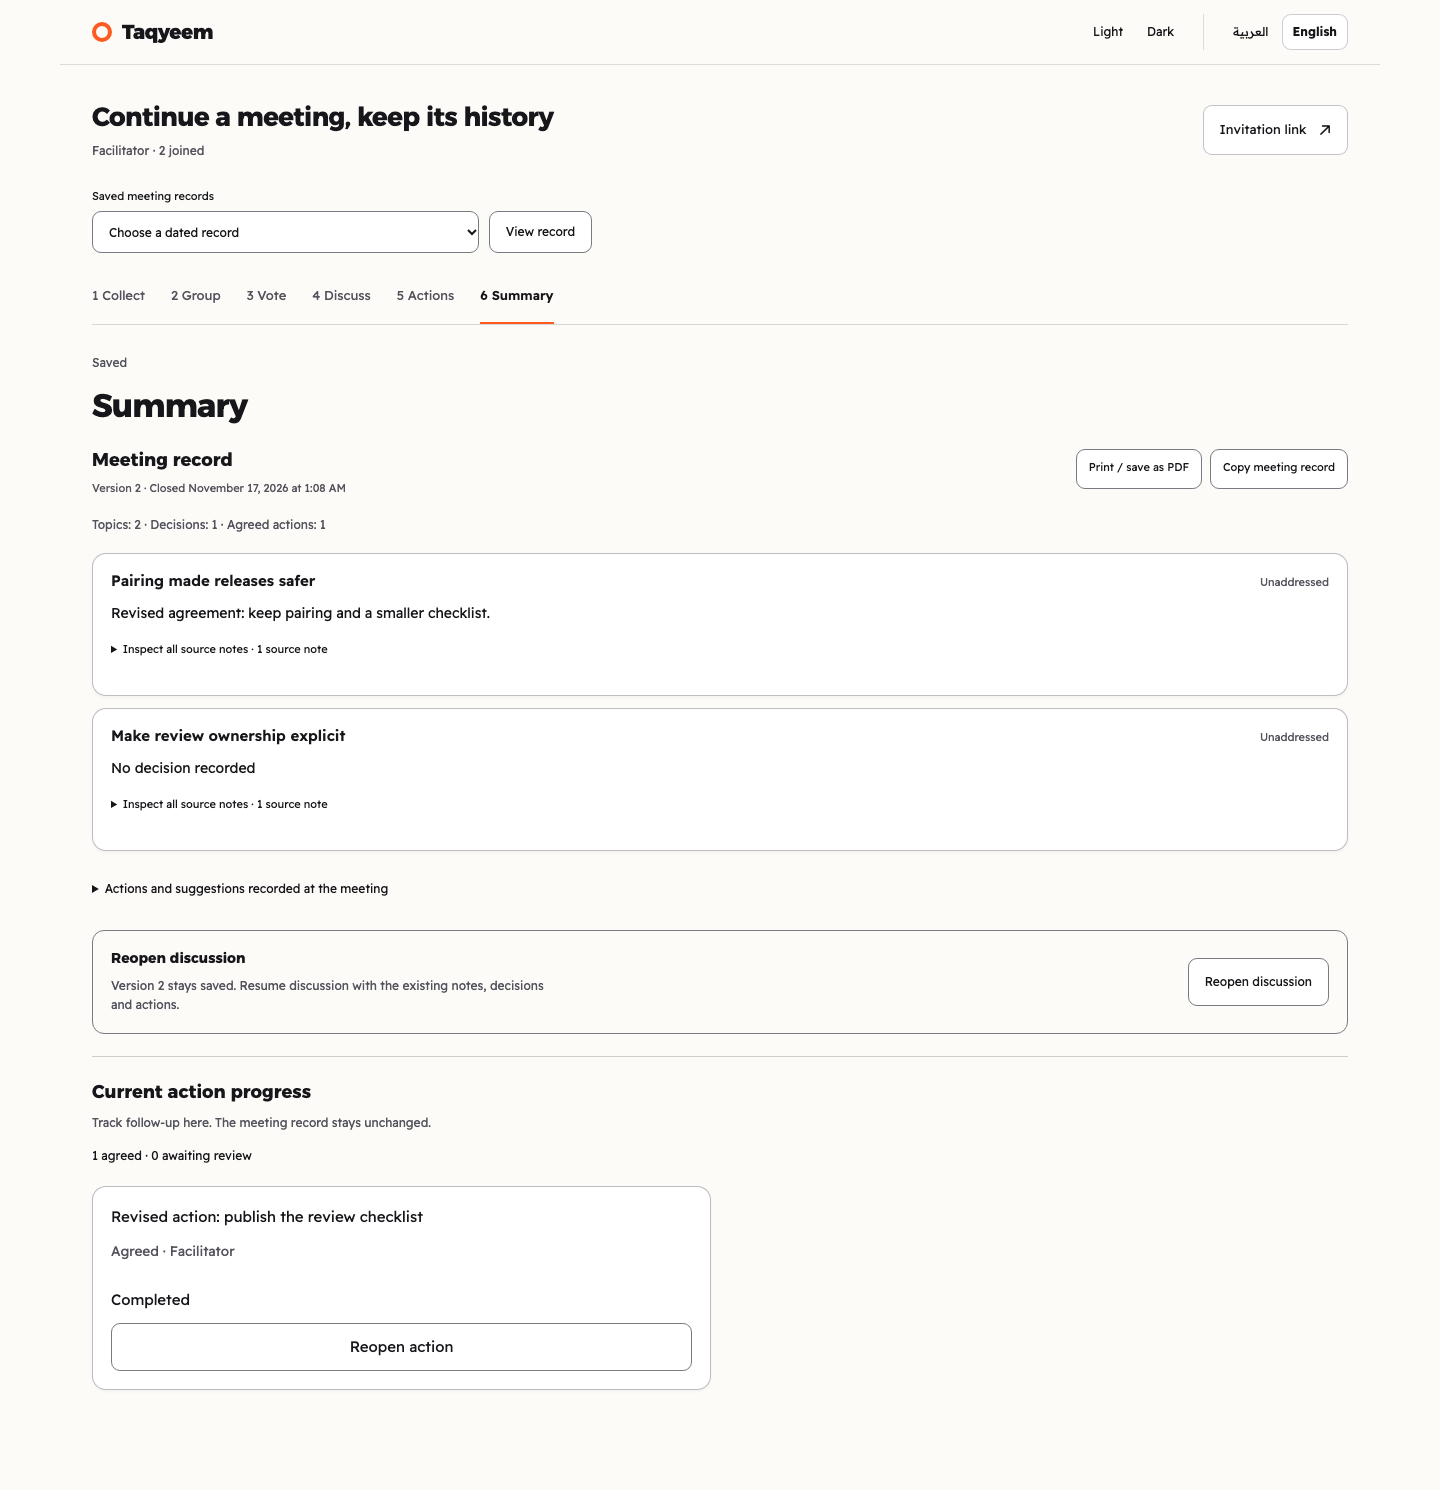 Taqyeem
Light
Dark
العربية
English
Continue a meeting, keep its history
Facilitator · 2 joined
Invitation link
Saved meeting records
Choose a dated record
View record
1 Collect
2 Group
3 Vote
4 Discuss
5 Actions
6 Summary
Saved
Summary
Meeting record
Version 2 · Closed November 17, 2026 at 1:08 AM
Print / save as PDF
Copy meeting record
Topics: 2 · Decisions: 1 · Agreed actions: 1
Pairing made releases safer
Unaddressed
Revised agreement: keep pairing and a smaller checklist.
Inspect all source notes · 1 source note
Make review ownership explicit
Unaddressed
No decision recorded
Inspect all source notes · 1 source note
Actions and suggestions recorded at the meeting
Reopen discussion
Version 2 stays saved. Resume discussion with the existing notes, decisions
and actions.
Reopen discussion
Current action progress
Track follow-up here. The meeting record stays unchanged.
1 agreed · 0 awaiting review
Revised action: publish the review checklist
Agreed · Facilitator
Completed
Reopen action